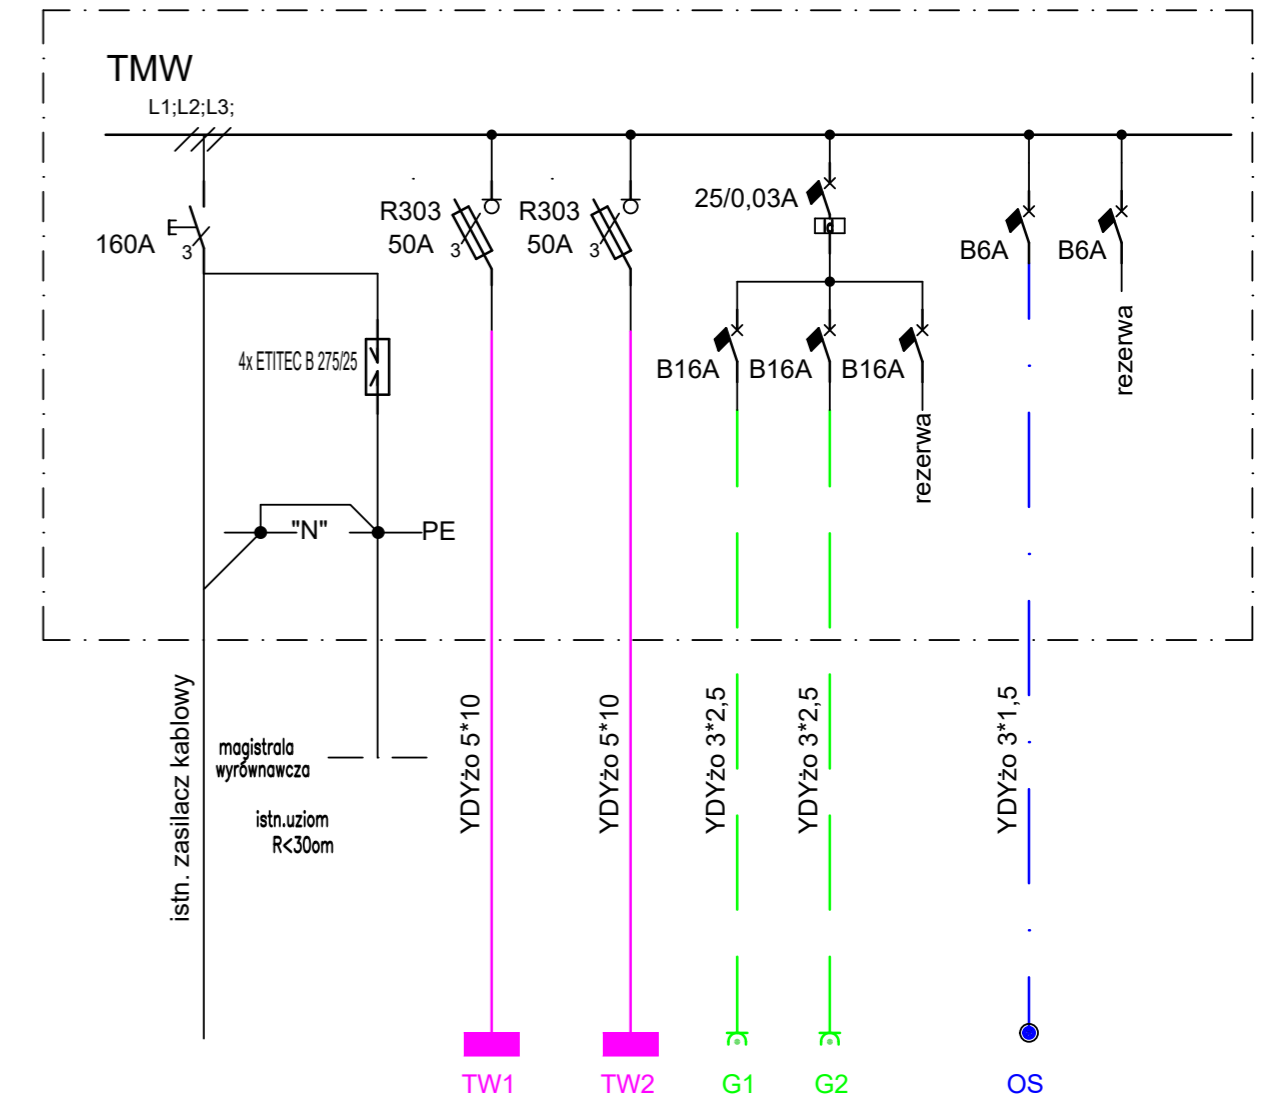 TMW
L1;L2;L3;
160A
3
4x ETITEC B 275/25
"N"
PE
R303
50A
3
R303
50A
3
25/0,03A
Id
B16A
B16A
B16A
rezerwa
B6A
B6A
rezerwa
istn. zasilacz kablowy
magistrala
wyrównawcza
istn.uziom
R<30om
YDYżo 5*10
YDYżo 5*10
YDYżo 3*2,5
YDYżo 3*2,5
YDYżo 3*1,5
TW1
TW2
G1
G2
OS